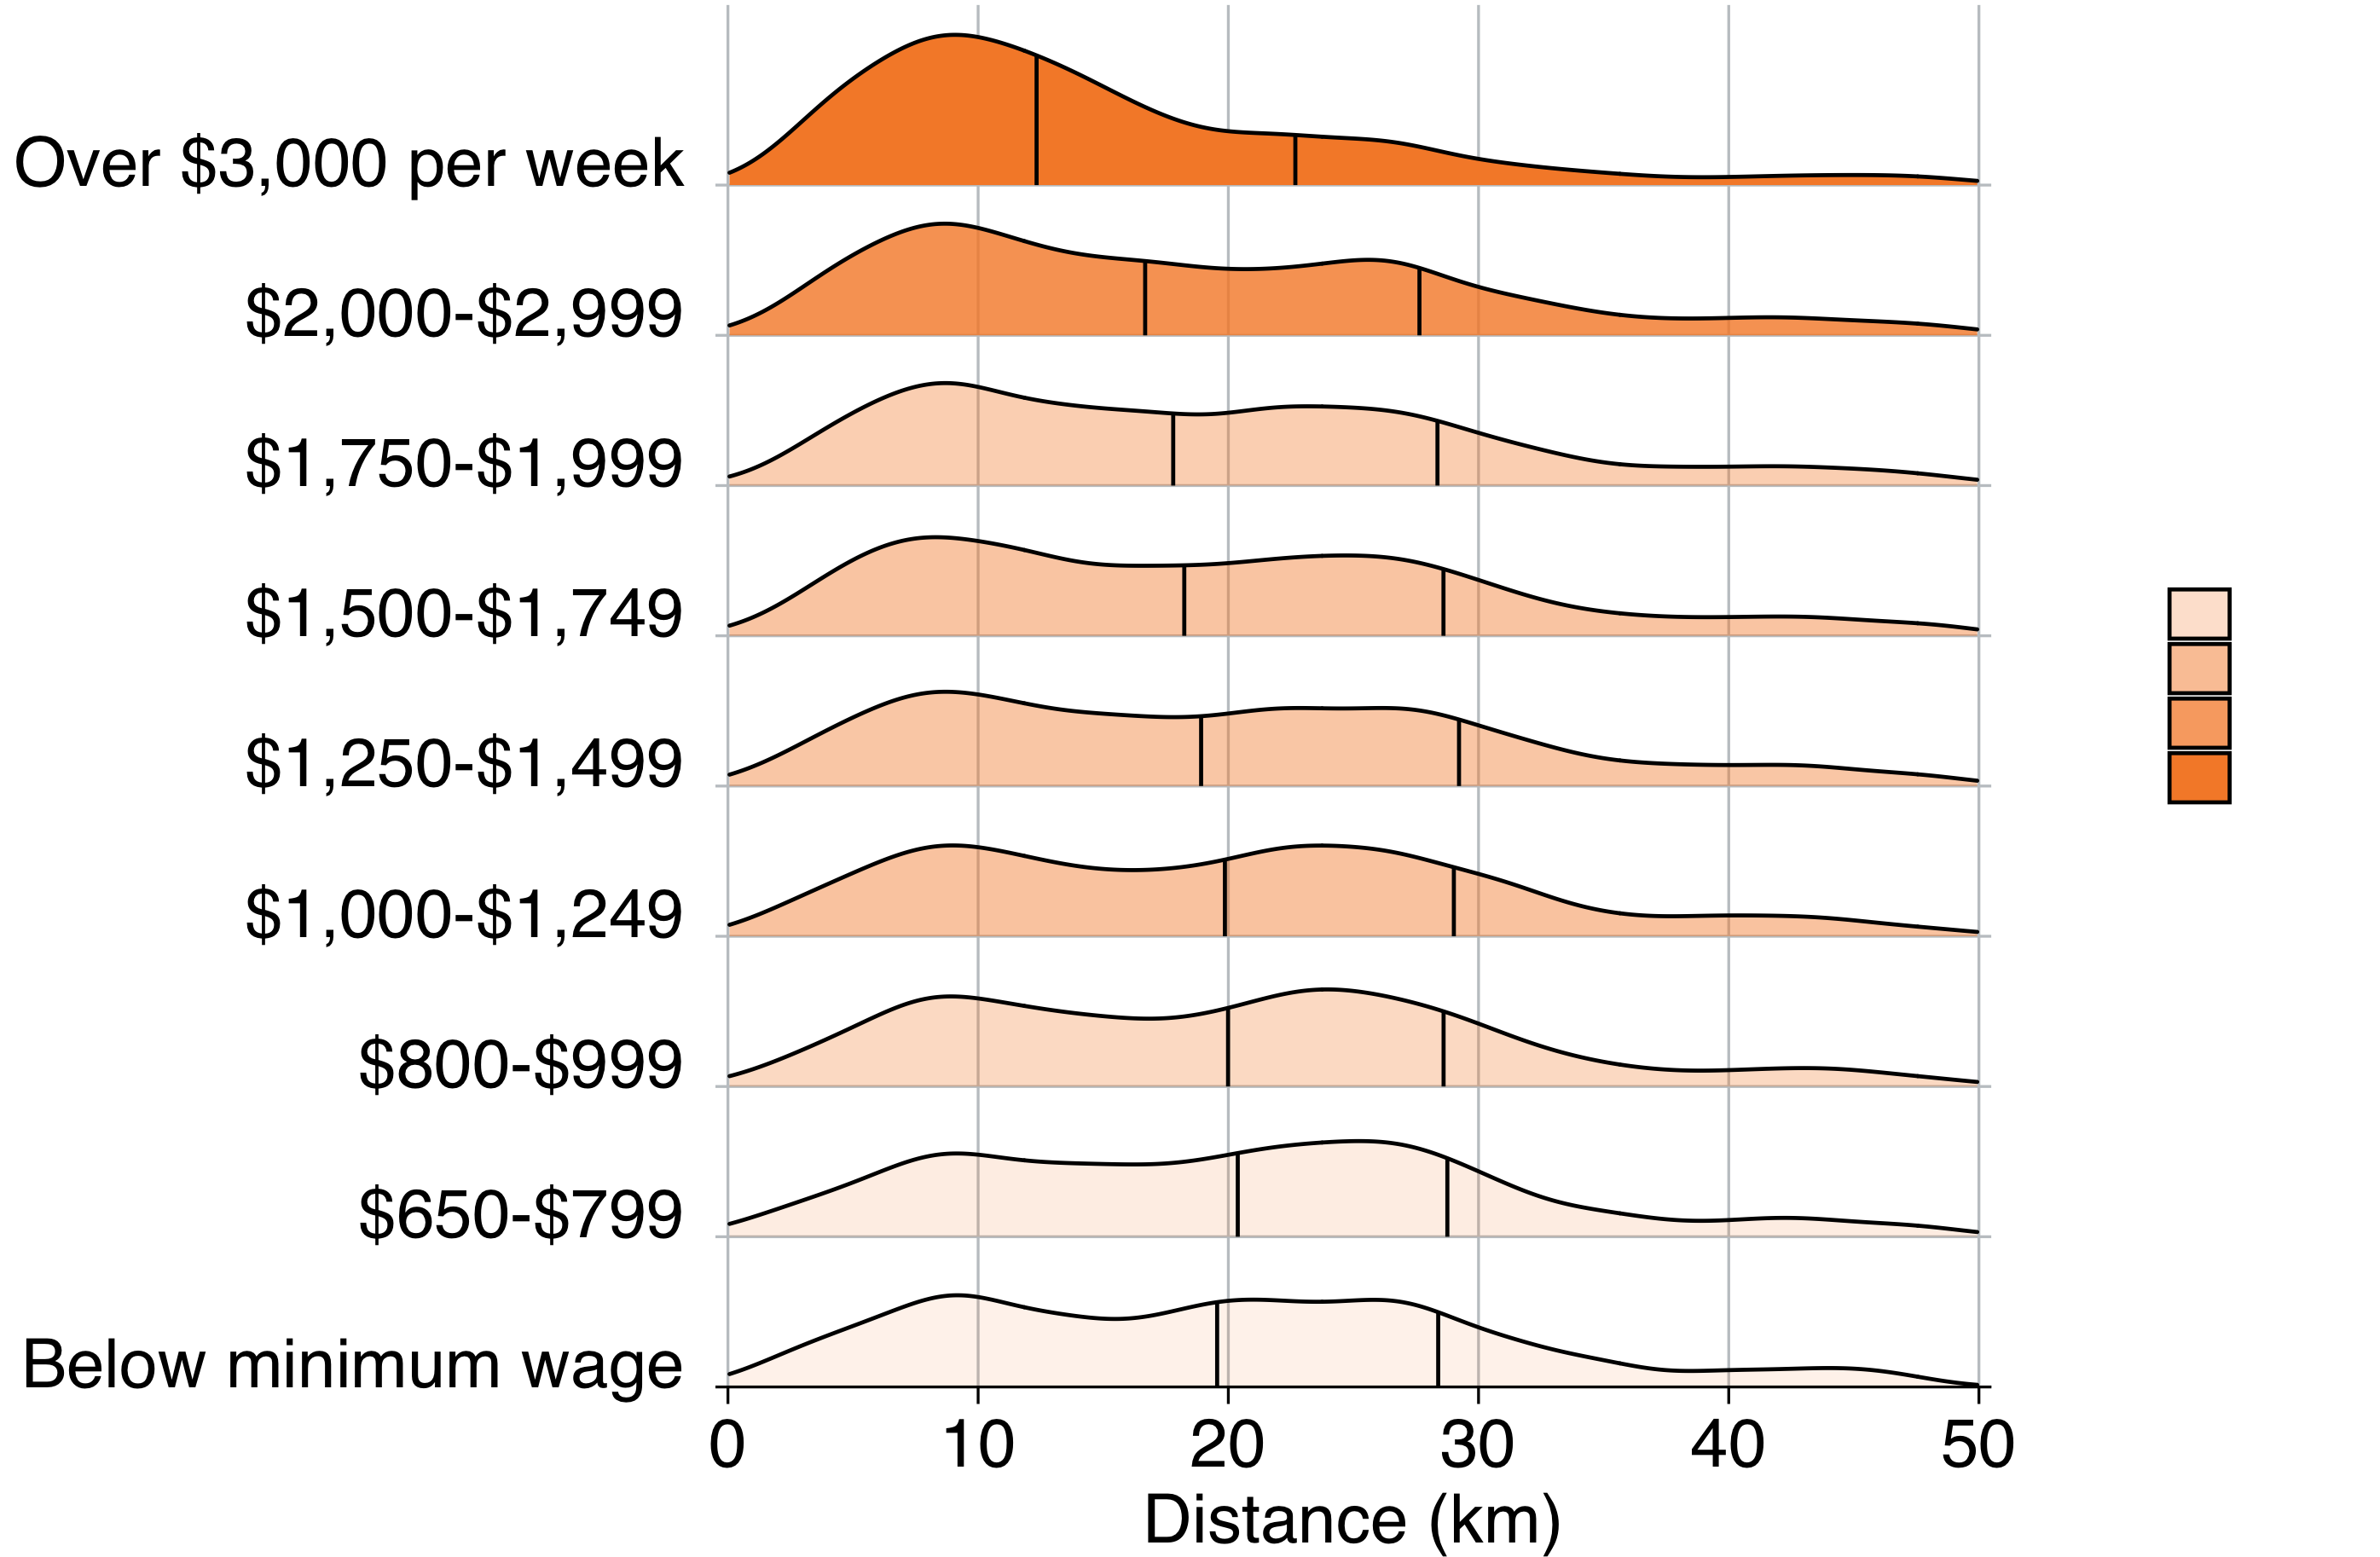 Over $3,000 per week
$2,000-$2,999
$1,750-$1,999
$1,500-$1,749
$1,250-$1,499
$1,000-$1,249
$800-$999
$650-$799
Below minimum wage
0 10 20 30 40 50
Distance (km)